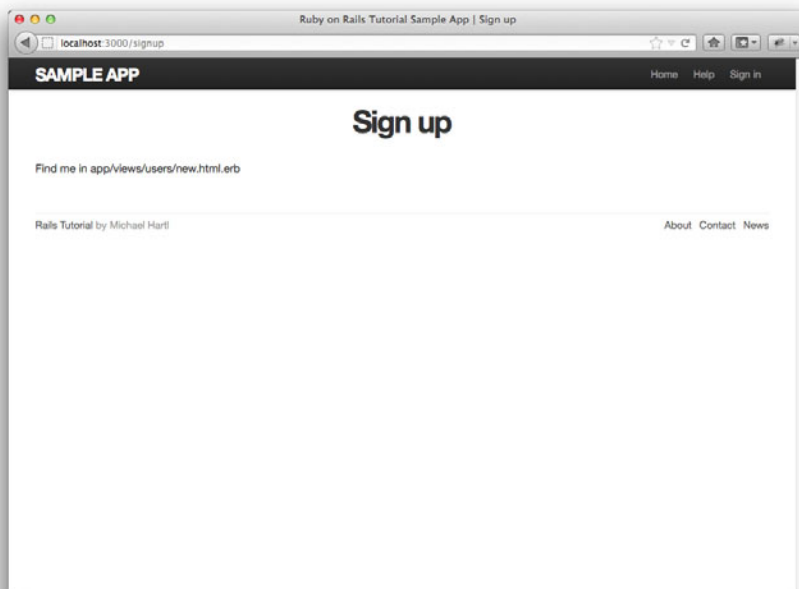 Ruby on Rails Tutorial Sample App | Sign up
localhost:3000/signup
SAMPLE APP
Home Help Sign in
Sign up
Find me in app/views/users/new.html.erb
Rails Tutorial by Michael Hartl
About Contact News